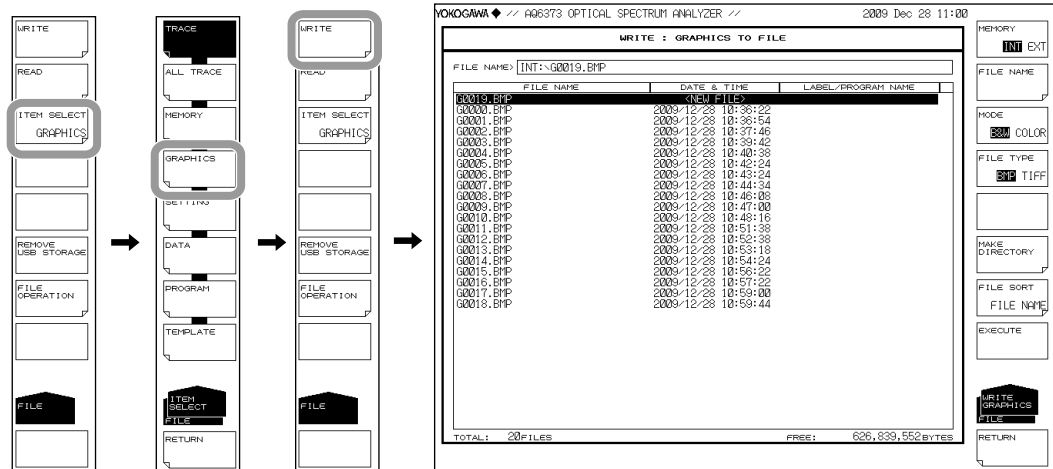 WRITE
READ
ITEM SELECT
GRAPHICS
REMOVE
USB STORAGE
FILE
OPERATION
FILE
TRACE
ALL TRACE
MEMORY
GRAPHICS
SETTING
DATA
PROGRAM
TEMPLATE
ITEM
SELECT
FILE
RETURN
WRITE
READ
ITEM SELECT
GRAPHICS
REMOVE
USB STORAGE
FILE
OPERATION
FILE
YOKOGAWA ◆ // AQ6373 OPTICAL SPECTRUM ANALYZER // 2009 Dec 28 11:00
WRITE : GRAPHICS TO FILE
FILE NAME> INT:\G0019.BMP
FILE NAME DATE & TIME LABEL/PROGRAM NAME
G0019.BMP <NEW FILE>
G0000.BMP 2009/12/28 10:36:22
G0001.BMP 2009/12/28 10:36:54
G0002.BMP 2009/12/28 10:37:46
G0003.BMP 2009/12/28 10:39:42
G0004.BMP 2009/12/28 10:40:38
G0005.BMP 2009/12/28 10:42:24
G0006.BMP 2009/12/28 10:43:24
G0007.BMP 2009/12/28 10:44:34
G0008.BMP 2009/12/28 10:46:08
G0009.BMP 2009/12/28 10:47:00
G0010.BMP 2009/12/28 10:48:16
G0011.BMP 2009/12/28 10:51:38
G0012.BMP 2009/12/28 10:52:38
G0013.BMP 2009/12/28 10:53:18
G0014.BMP 2009/12/28 10:54:24
G0015.BMP 2009/12/28 10:56:22
G0016.BMP 2009/12/28 10:57:22
G0017.BMP 2009/12/28 10:59:00
G0018.BMP 2009/12/28 10:59:44
TOTAL: 20FILES FREE: 626,839,552BYTES
MEMORY
INT EXT
FILE NAME
MODE
B&W COLOR
FILE TYPE
BMP TIFF
MAKE
DIRECTORY
FILE SORT
FILE NAME
EXECUTE
WRITE
GRAPHICS
FILE
RETURN